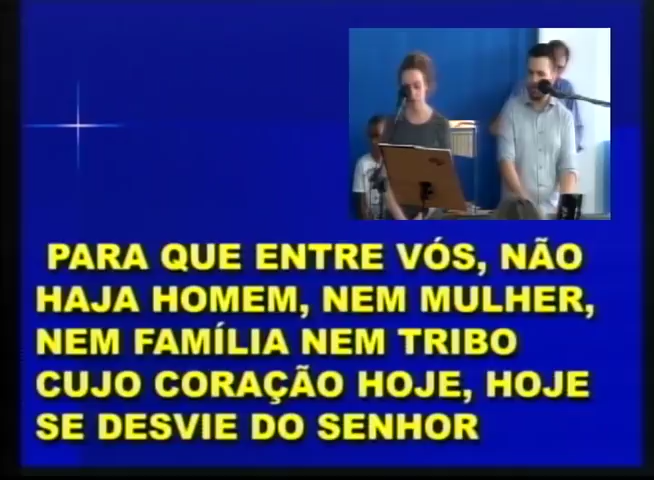 PARA QUE ENTRE VÓS, NÃO
HAJA HOMEM, NEM MULHER,
NEM FAMÍLIA NEM TRIBO
CUJO CORAÇÃO HOJE, HOJE
SE DESVIE DO SENHOR